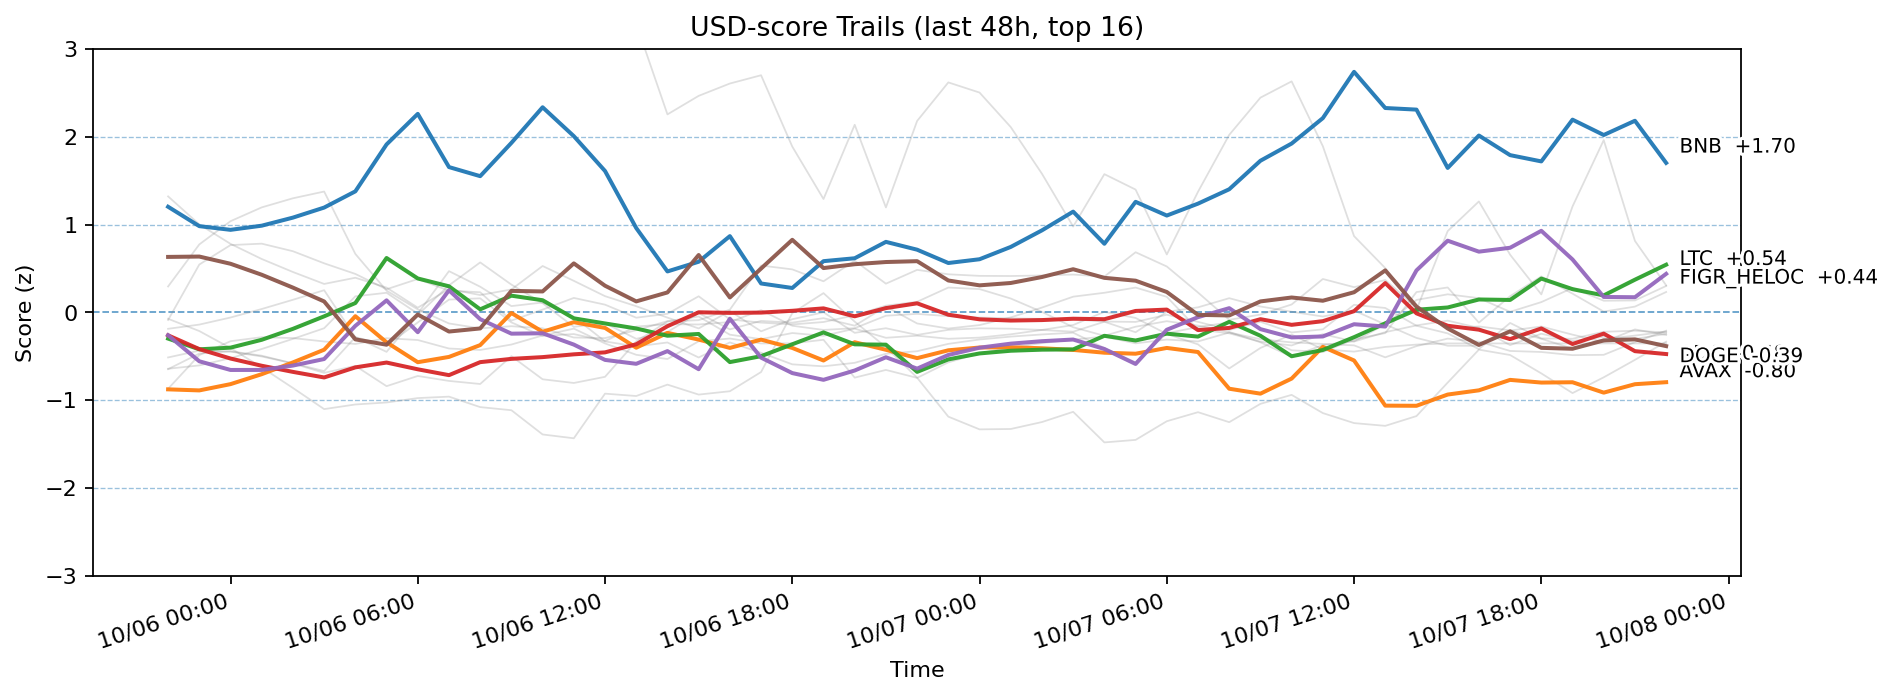 USD-score Trails (last 48h, top 16)
Score (z)
3
2
1
0
−1
−2
−3
BNB +1.70
LTC +0.54
FIGR_HELOC +0.44
DOGE -0.39
AVAX -0.80
10/06 00:00
10/06 06:00
10/06 12:00
10/06 18:00
10/07 00:00
10/07 06:00
10/07 12:00
10/07 18:00
10/08 00:00
Time